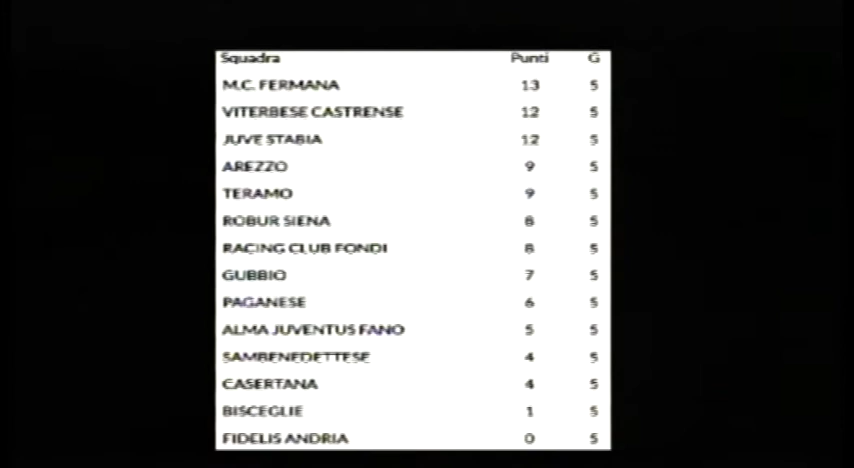 Squadra Punti G
M.C. FERMANA 13 5
VITERBESE CASTRENSE 12 5
JUVE STABIA 12 5
AREZZO 9 5
TERAMO 9 5
ROBUR SIENA 8 5
RACING CLUB FONDI 8 5
GUBBIO 7 5
PAGANESE 6 5
ALMA JUVENTUS FANO 5 5
SAMBENEDETTESE 4 5
CASERTANA 4 5
BISCEGLIE 1 5
FIDELIS ANDRIA 0 5